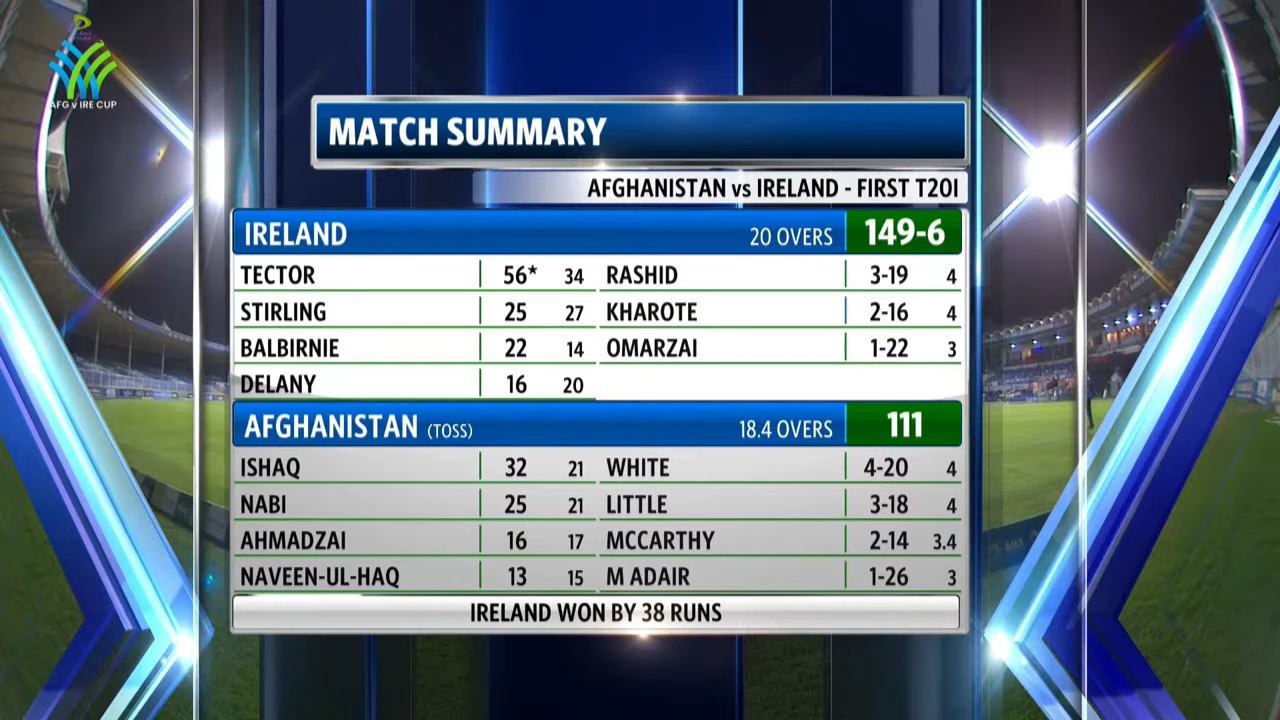 AFG v IRE CUP
MATCH SUMMARY
AFGHANISTAN vs IRELAND - FIRST T20I
IRELAND 20 OVERS 149-6
TECTOR 56* 34 RASHID 3-19 4
STIRLING 25 27 KHAROTE 2-16 4
BALBIRNIE 22 14 OMARZAI 1-22 3
DELANY 16 20
AFGHANISTAN (TOSS) 18.4 OVERS 111
ISHAQ 32 21 WHITE 4-20 4
NABI 25 21 LITTLE 3-18 4
AHMADZAI 16 17 MCCARTHY 2-14 3.4
NAVEEN-UL-HAQ 13 15 M ADAIR 1-26 3
IRELAND WON BY 38 RUNS